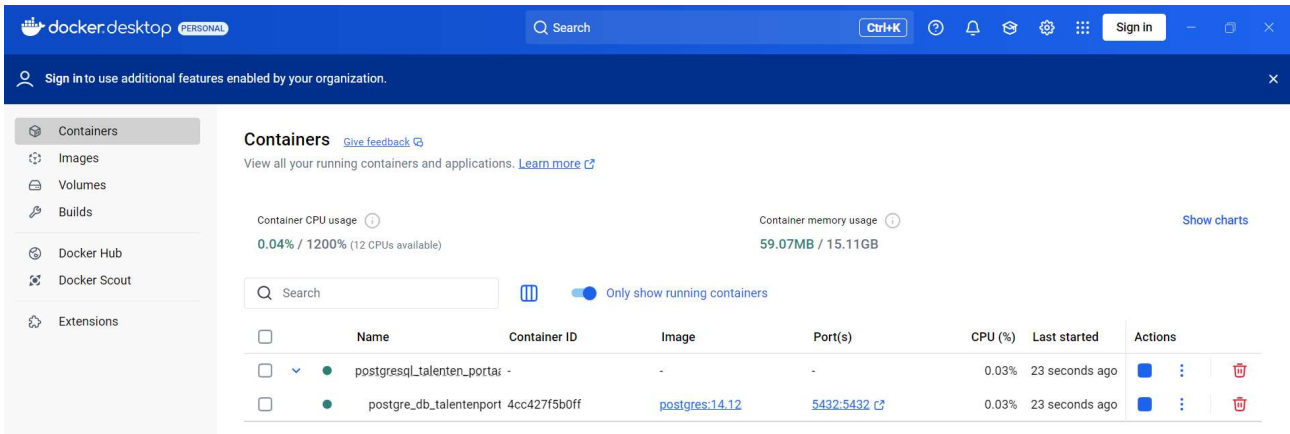 docker.desktop PERSONAL Search Ctrl+K Sign in
Sign in to use additional features enabled by your organization.
Containers
Images
Volumes
Builds
Docker Hub
Docker Scout
Extensions
Containers Give feedback
View all your running containers and applications. Learn more
Container CPU usage
0.04% / 1200% (12 CPUs available)
Container memory usage
59.07MB / 15.11GB
Show charts
Search Only show running containers
Name Container ID Image Port(s) CPU (%) Last started Actions
postgresql_talenten_portaa - - - 0.03% 23 seconds ago
postgre_db_talentenport 4cc427f5b0ff postgres:14.12 5432:5432 0.03% 23 seconds ago